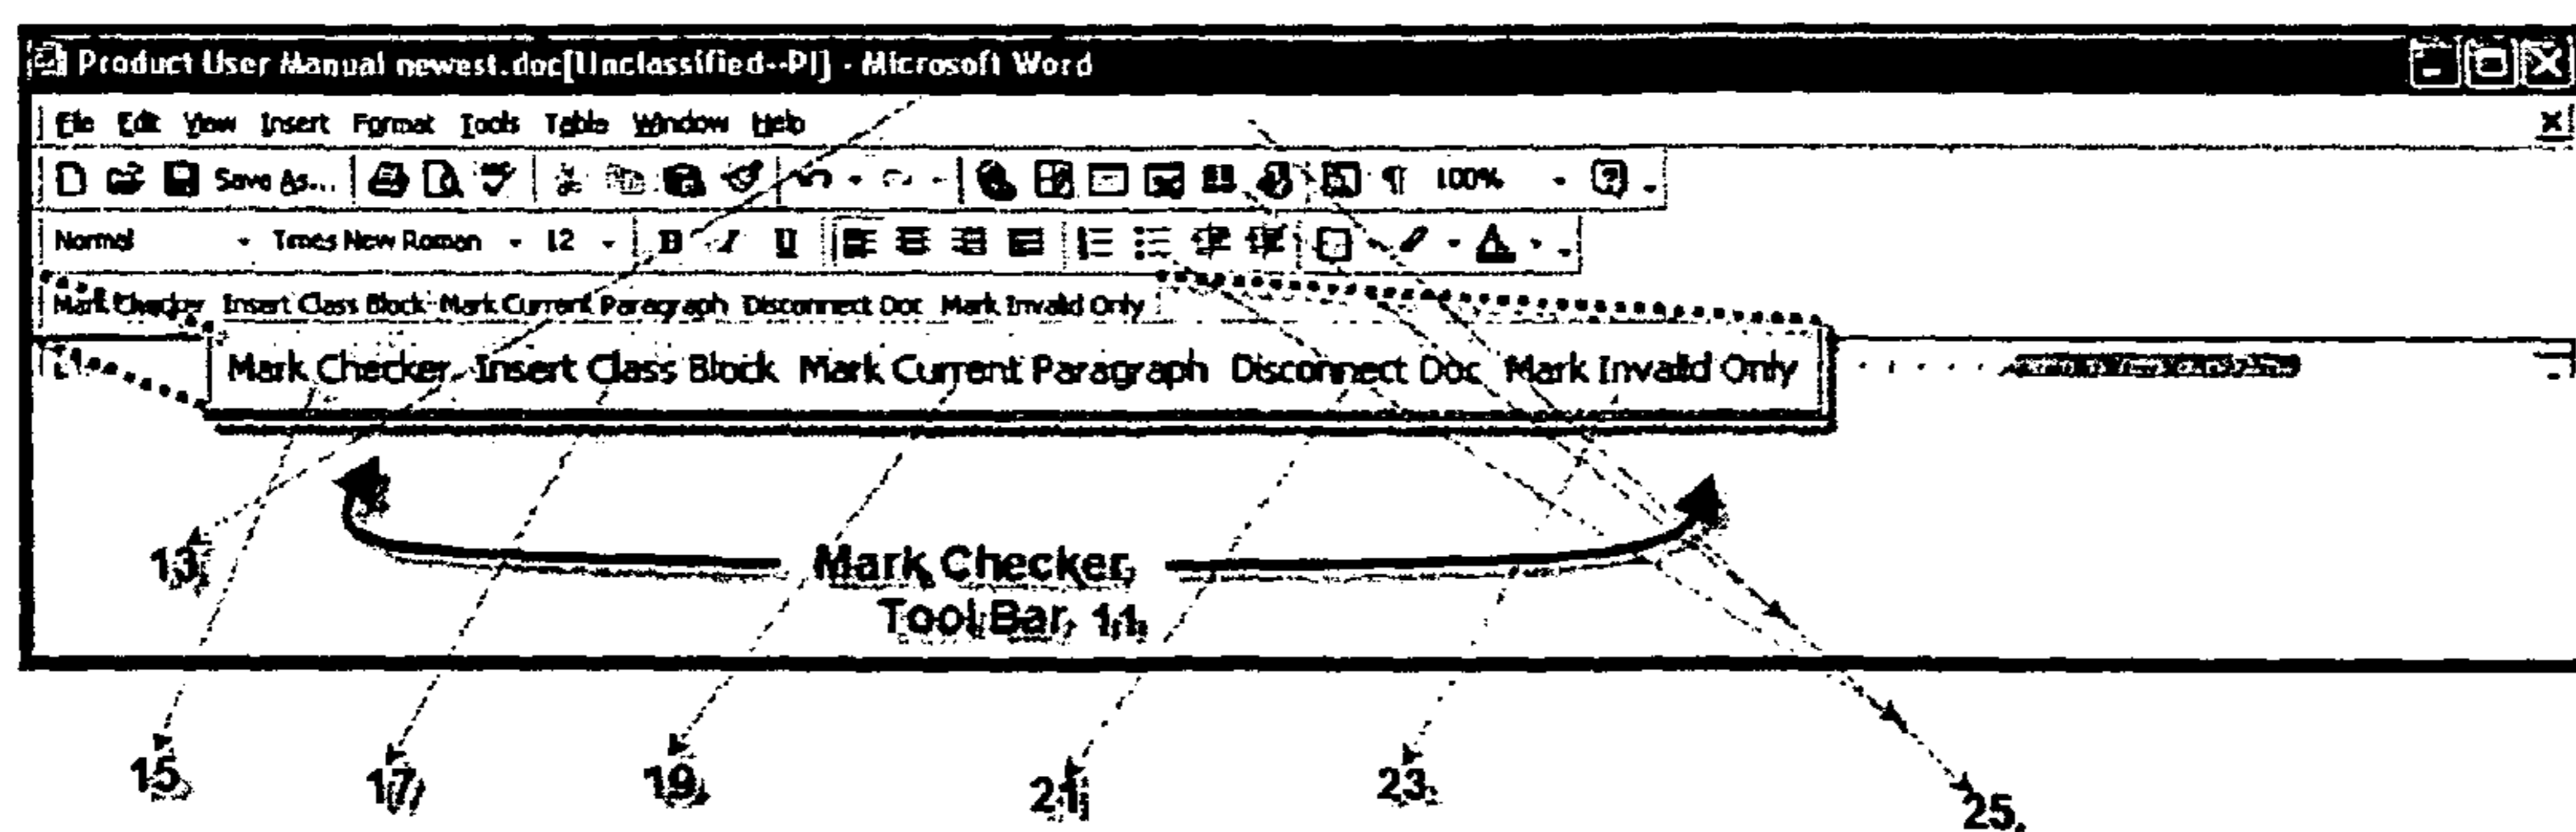 Product User Manual newest.doc[Unclassified--PI] - Microsoft Word
File Edit View Insert Format Tools Table Window Help
Save As... 100%
Normal Times New Roman 12 B I U A
Mark Checker Insert Class Block Mark Current Paragraph Disconnect Doc Mark Invalid Only
Mark Checker Insert Class Block Mark Current Paragraph Disconnect Doc Mark Invalid Only
13
Mark Checker
Tool Bar, 11
15 17 19 21 23 25